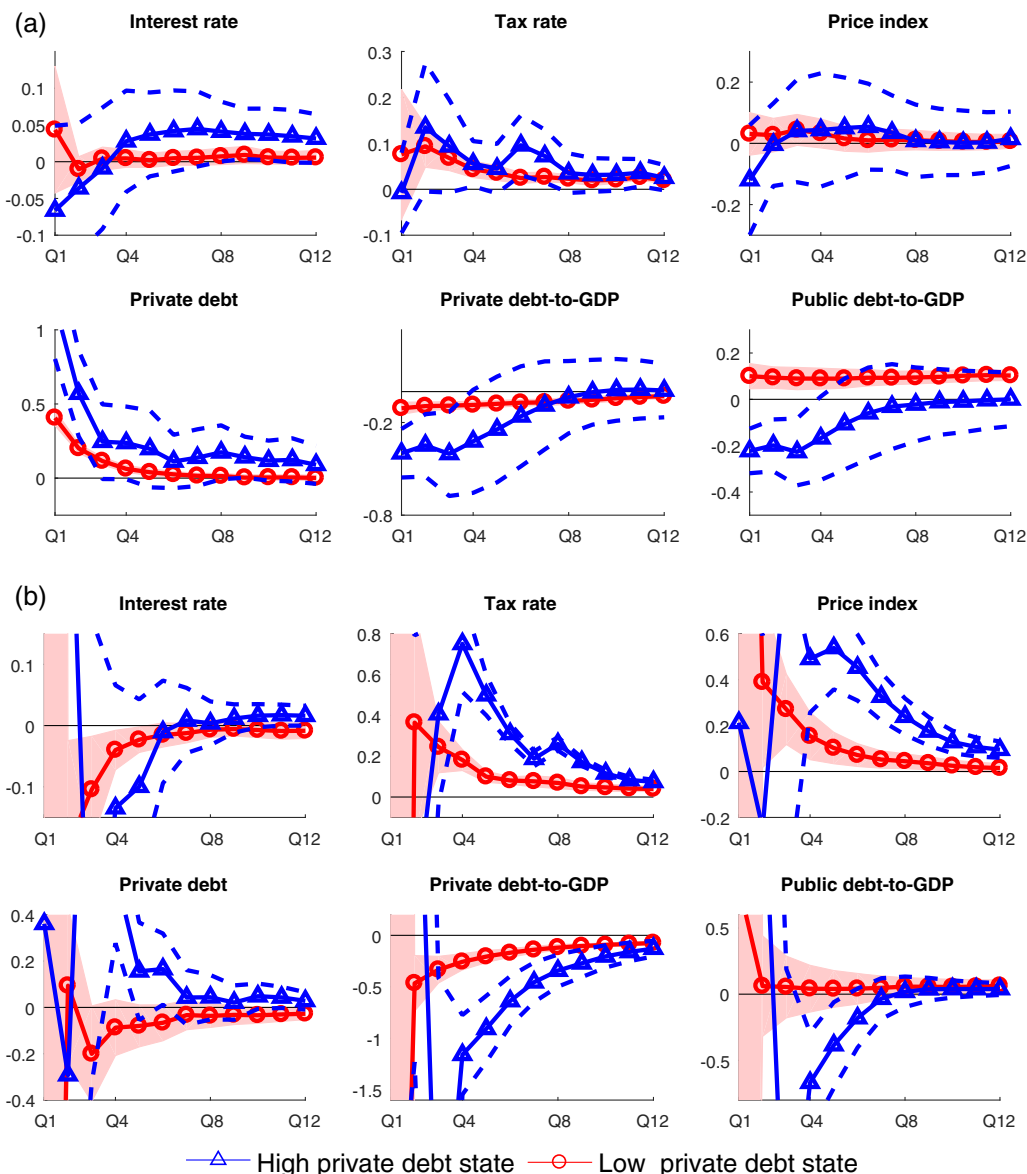 (a)
Interest rate Tax rate Price index
0.1
0.05
0
-0.05
-0.1
Q1 Q4 Q8 Q12
0.3
0.2
0.1
0
-0.1
Q1 Q4 Q8 Q12
0.2
0
-0.2
Q1 Q4 Q8 Q12
Private debt Private debt-to-GDP Public debt-to-GDP
1
0.5
0
Q1 Q4 Q8 Q12
-0.2
-0.8
Q1 Q4 Q8 Q12
0.2
0
-0.2
-0.4
Q1 Q4 Q8 Q12
(b)
Interest rate Tax rate Price index
0.1
0
-0.1
Q1 Q4 Q8 Q12
0.8
0.6
0.4
0.2
0
Q1 Q4 Q8 Q12
0.6
0.4
0.2
0
-0.2
Q1 Q4 Q8 Q12
Private debt Private debt-to-GDP Public debt-to-GDP
0.4
0.2
0
-0.2
-0.4
Q1 Q4 Q8 Q12
0
-0.5
-1
-1.5
Q1 Q4 Q8 Q12
0.5
0
-0.5
Q1 Q4 Q8 Q12
High private debt state Low private debt state